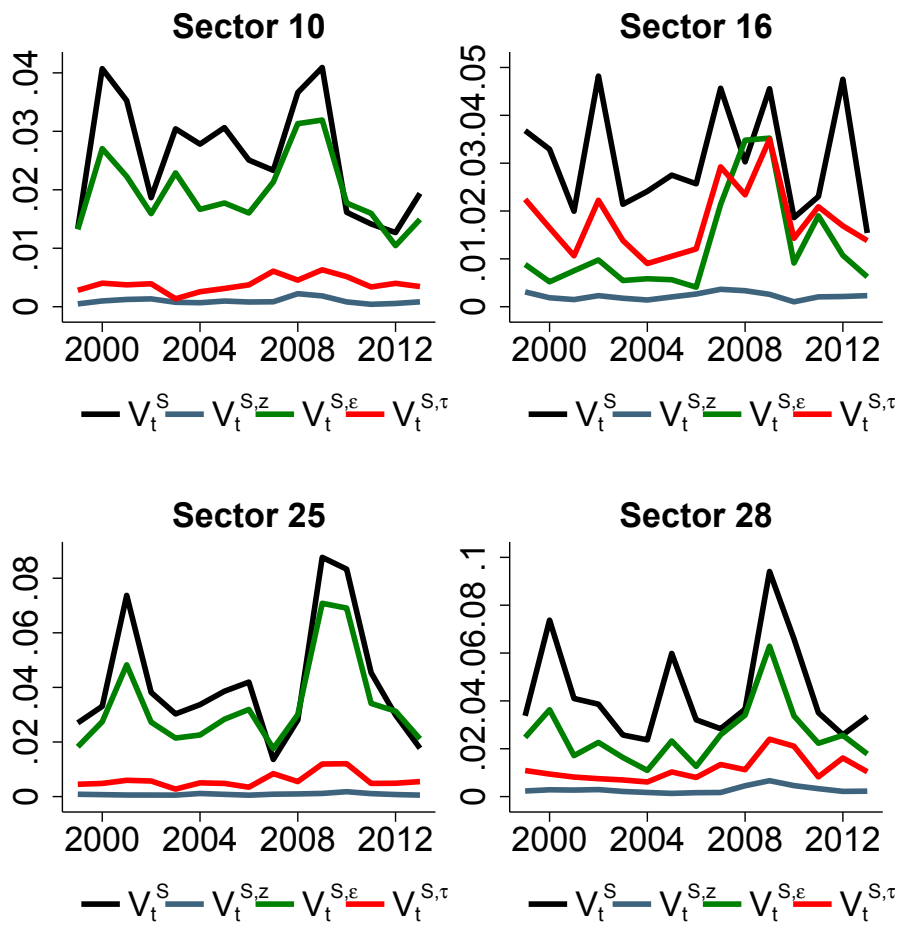 Sector 10
0 .01 .02 .03 .04
2000 2004 2008 2012
V_t^S V_t^{S,z} V_t^{S,ε} V_t^{S,τ}
Sector 16
0 .01 .02 .03 .04 .05
2000 2004 2008 2012
V_t^S V_t^{S,z} V_t^{S,ε} V_t^{S,τ}
Sector 25
0 .02 .04 .06 .08
2000 2004 2008 2012
V_t^S V_t^{S,z} V_t^{S,ε} V_t^{S,τ}
Sector 28
0 .02 .04 .06 .08 .1
2000 2004 2008 2012
V_t^S V_t^{S,z} V_t^{S,ε} V_t^{S,τ}